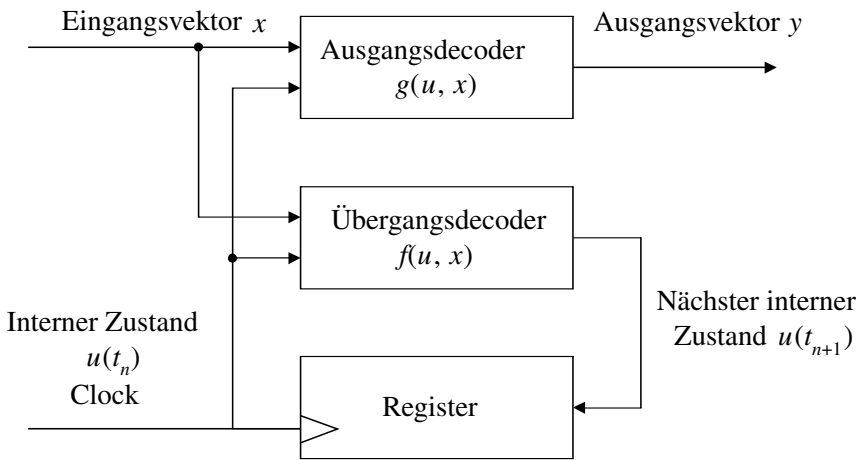 Eingangsvektor x
Ausgangsdecoder
g(u, x)
Ausgangsvektor y
Übergangsdecoder
f(u, x)
Interner Zustand
u(tₙ)
Clock
Nächster interner
Zustand u(tₙ₊₁)
Register